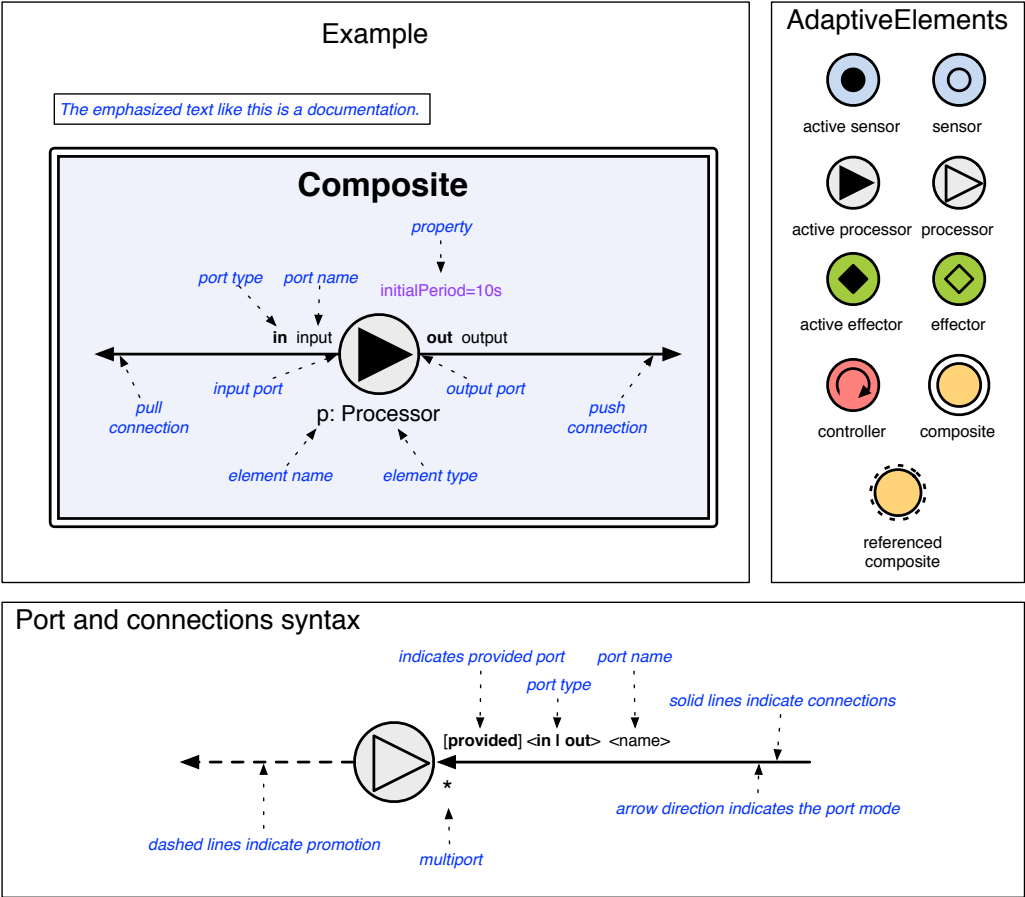 Example
The emphasized text like this is a documentation.
Composite
property
port type
port name
initialPeriod=10s
in input
out output
input port
output port
pull
connection
push
connection
p: Processor
element name
element type
AdaptiveElements
active sensor
sensor
active processor
processor
active effector
effector
controller
composite
referenced
composite
Port and connections syntax
indicates provided port
port name
port type
solid lines indicate connections
[provided] <in | out> <name>
*
arrow direction indicates the port mode
dashed lines indicate promotion
multiport